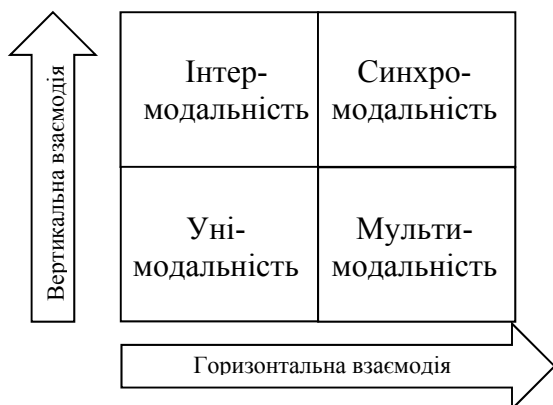 Вертикальна взаємодія
Інтер-
модальність
Синхро-
модальність
Уні-
модальність
Мульти-
модальність
Горизонтальна взаємодія